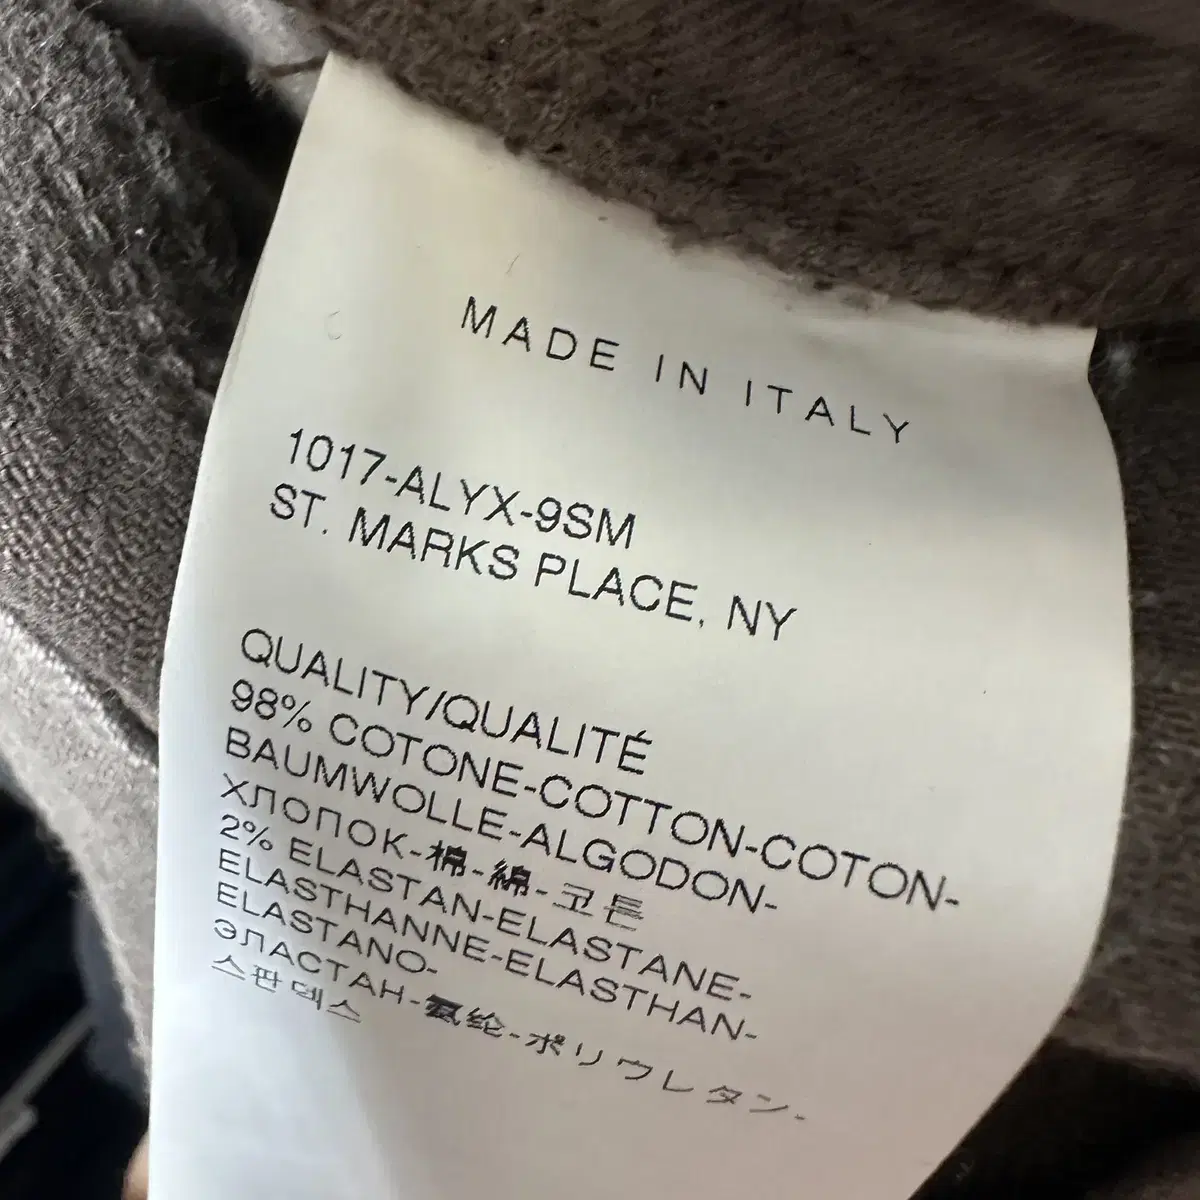 MADE IN ITALY
1017-ALYX-9SM
ST. MARKS PLACE, NY
QUALITY/QUALITÉ
98% COTONE-COTTON-COTON-
BAUMWOLLE-ALGODON-
ХЛОПОК-棉-綿-코튼
2% ELASTAN-ELASTANE-
ELASTHANNE-ELASTHAN-
ELASTANO-
ЭЛАСТАН-氨纶-ポリウレタン-
스판덱스